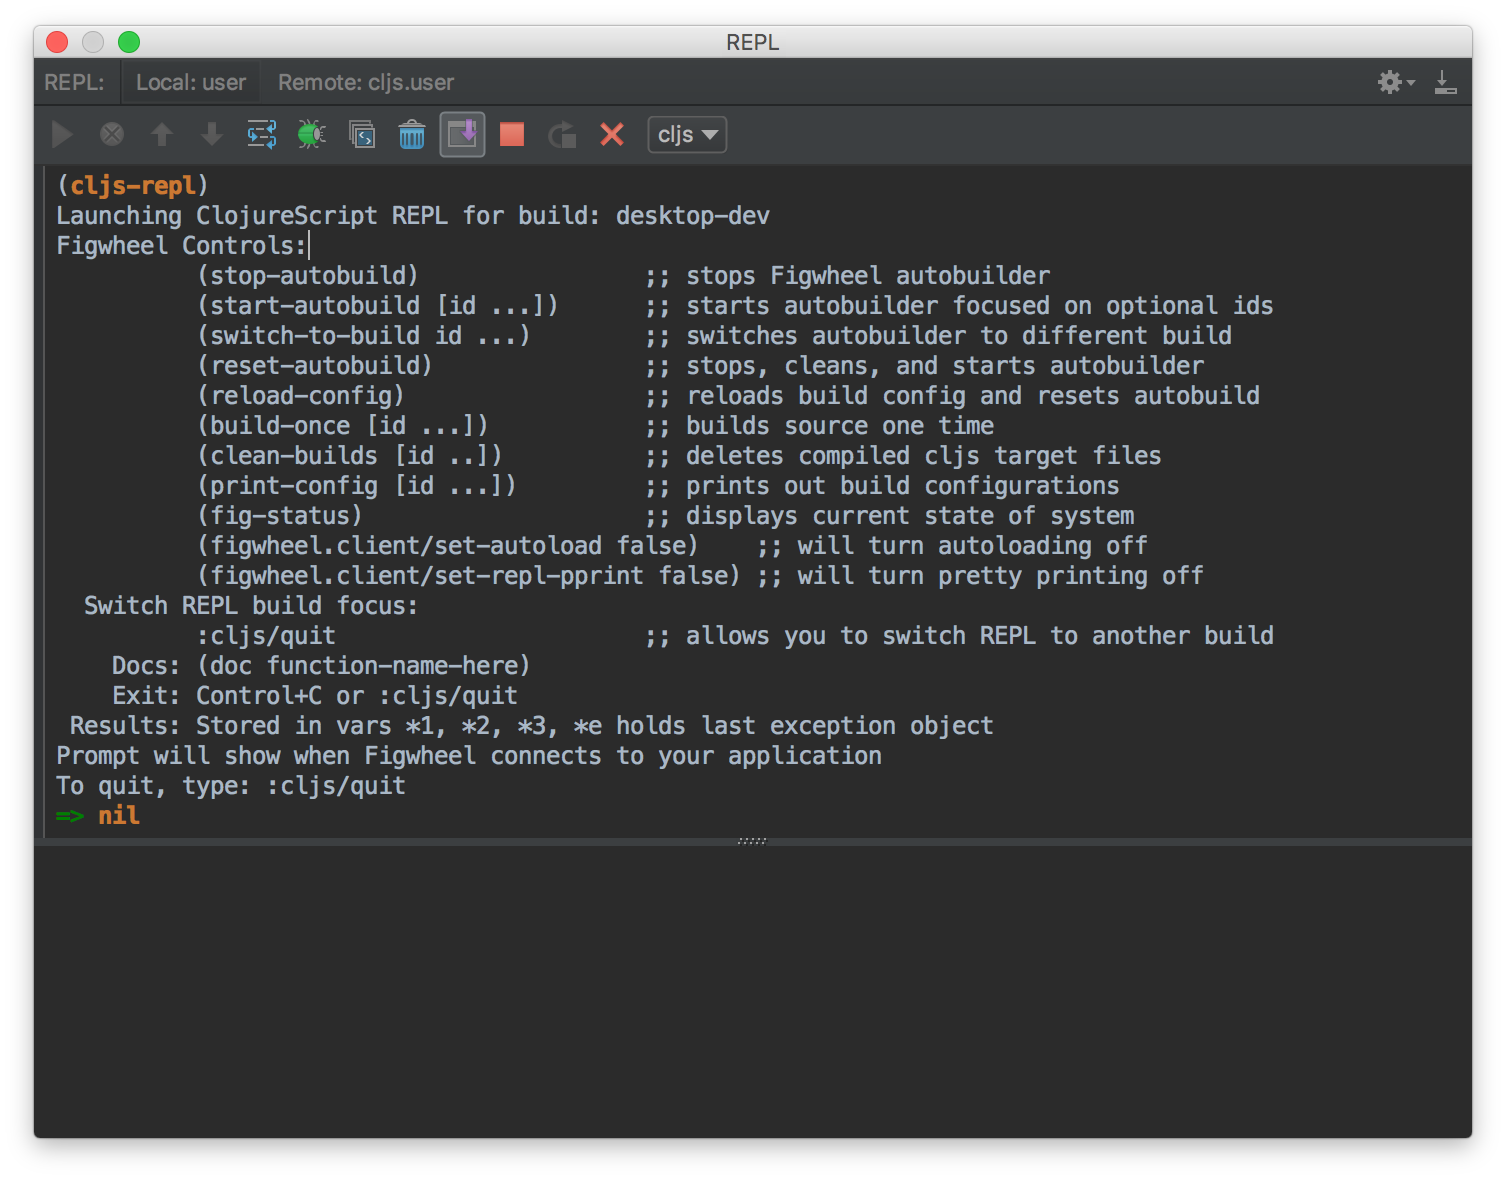 REPL
REPL: Local: user Remote: cljs.user
cljs
(cljs-repl)
Launching ClojureScript REPL for build: desktop-dev
Figwheel Controls:
(stop-autobuild) ;; stops Figwheel autobuilder
(start-autobuild [id ...]) ;; starts autobuilder focused on optional ids
(switch-to-build id ...) ;; switches autobuilder to different build
(reset-autobuild) ;; stops, cleans, and starts autobuilder
(reload-config) ;; reloads build config and resets autobuild
(build-once [id ...]) ;; builds source one time
(clean-builds [id ..]) ;; deletes compiled cljs target files
(print-config [id ...]) ;; prints out build configurations
(fig-status) ;; displays current state of system
(figwheel.client/set-autoload false) ;; will turn autoloading off
(figwheel.client/set-repl-pprint false) ;; will turn pretty printing off
Switch REPL build focus:
:cljs/quit ;; allows you to switch REPL to another build
Docs: (doc function-name-here)
Exit: Control+C or :cljs/quit
Results: Stored in vars *1, *2, *3, *e holds last exception object
Prompt will show when Figwheel connects to your application
To quit, type: :cljs/quit
=> nil